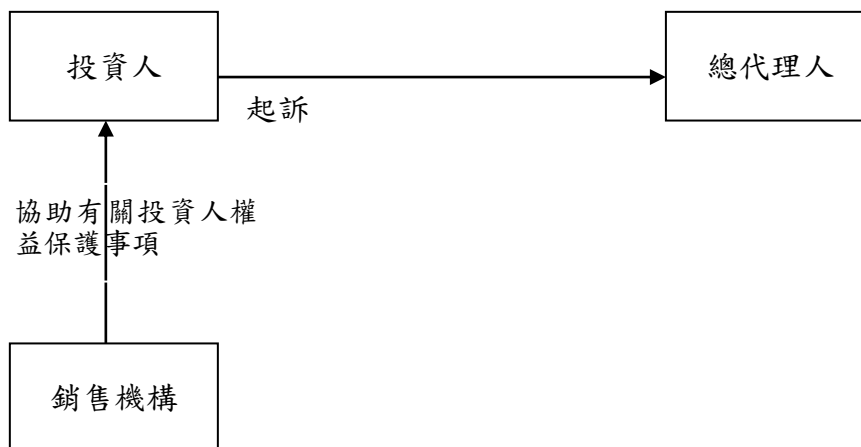 投資人
總代理人
起訴
協助有關投資人權
益保護事項
銷售機構